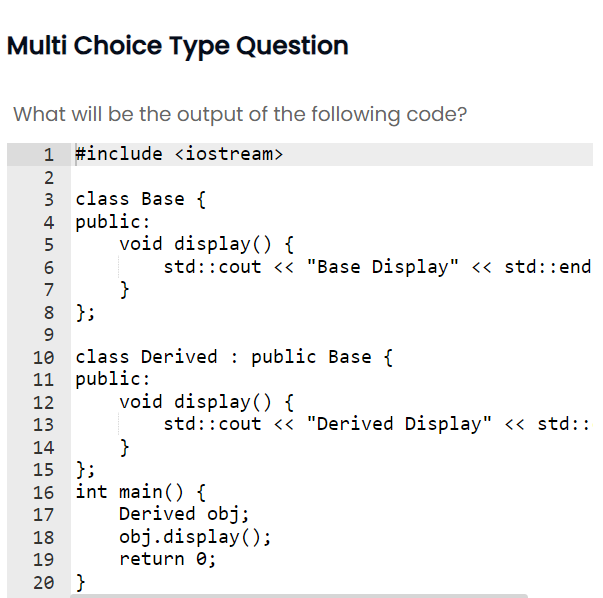 Multi Choice Type Question
What will be the output of the following code?
1 #include <iostream>
2
3 class Base {
4 public:
5     void display() {
6         std::cout << "Base Display" << std::end
7     }
8 };
9
10 class Derived : public Base {
11 public:
12     void display() {
13         std::cout << "Derived Display" << std::
14     }
15 };
16 int main() {
17     Derived obj;
18     obj.display();
19     return 0;
20 }